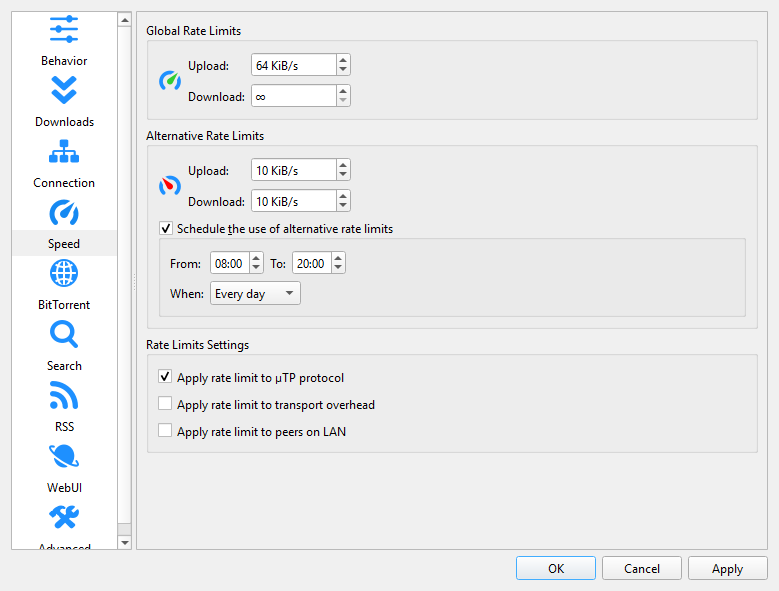 Behavior
Downloads
Connection
Speed
BitTorrent
Search
RSS
WebUI
Advanced
Global Rate Limits
Upload: 64 KiB/s
Download: ∞
Alternative Rate Limits
Upload: 10 KiB/s
Download: 10 KiB/s
Schedule the use of alternative rate limits
From: 08:00 To: 20:00
When: Every day
Rate Limits Settings
Apply rate limit to µTP protocol
Apply rate limit to transport overhead
Apply rate limit to peers on LAN
OK Cancel Apply